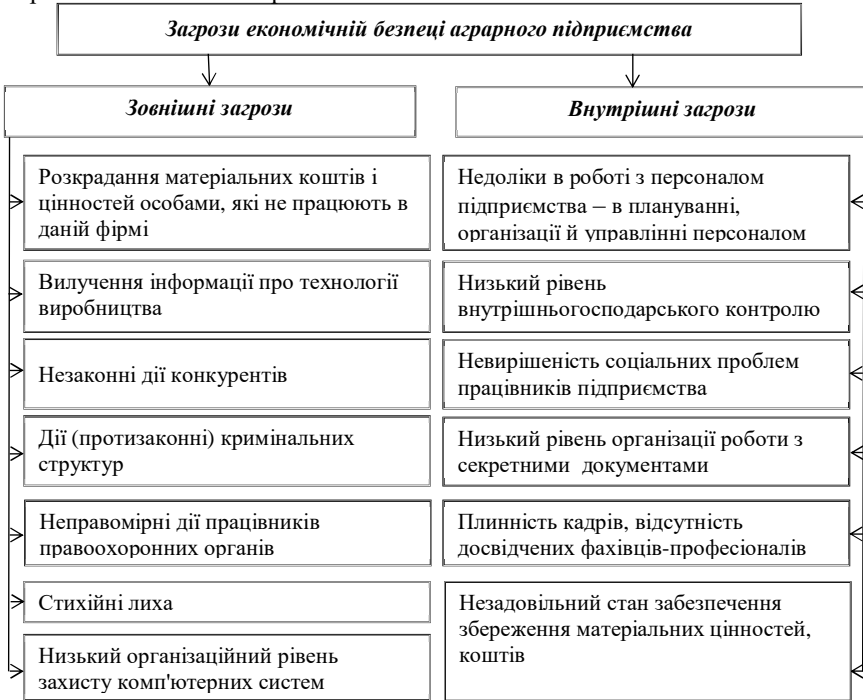 Загрози економічній безпеці аграрного підприємства
Зовнішні загрози
Розкрадання матеріальних коштів і
цінностей особами, які не працюють в
даній фірмі
Вилучення інформації про технології
виробництва
Незаконні дії конкурентів
Дії (протизаконні) кримінальних
структур
Неправомірні дії працівників
правоохоронних органів
Стихійні лиха
Низький організаційний рівень
захисту комп'ютерних систем
Внутрішні загрози
Недоліки в роботі з персоналом
підприємства – в плануванні,
організації й управлінні персоналом
Низький рівень
внутрішньогосподарського контролю
Невирішеність соціальних проблем
працівників підприємства
Низький рівень організації роботи з
секретними документами
Плинність кадрів, відсутність
досвідчених фахівців-професіоналів
Незадовільний стан забезпечення
збереження матеріальних цінностей,
коштів